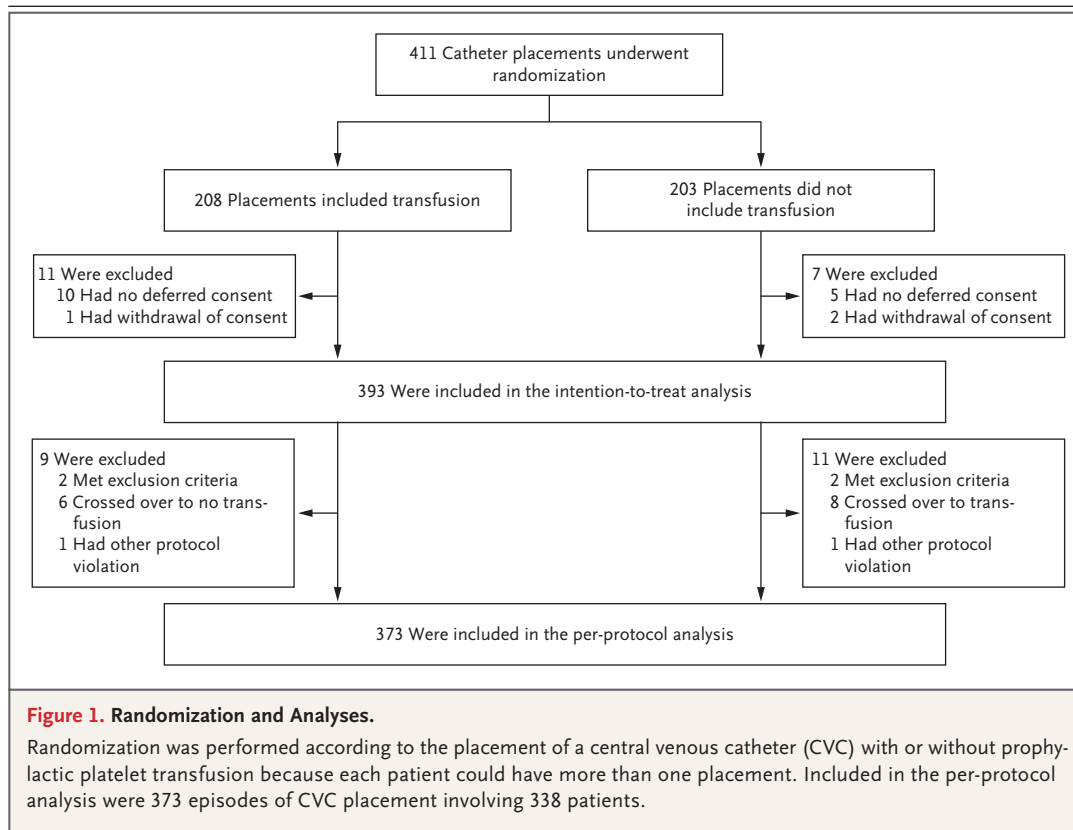 411 Catheter placements underwent
randomization
208 Placements included transfusion
203 Placements did not
include transfusion
11 Were excluded
10 Had no deferred consent
1 Had withdrawal of consent
7 Were excluded
5 Had no deferred consent
2 Had withdrawal of consent
393 Were included in the intention-to-treat analysis
9 Were excluded
2 Met exclusion criteria
6 Crossed over to no trans-
fusion
1 Had other protocol
violation
11 Were excluded
2 Met exclusion criteria
8 Crossed over to trans-
fusion
1 Had other protocol
violation
373 Were included in the per-protocol analysis
Figure 1. Randomization and Analyses.
Randomization was performed according to the placement of a central venous catheter (CVC) with or without prophy-
lactic platelet transfusion because each patient could have more than one placement. Included in the per-protocol
analysis were 373 episodes of CVC placement involving 338 patients.